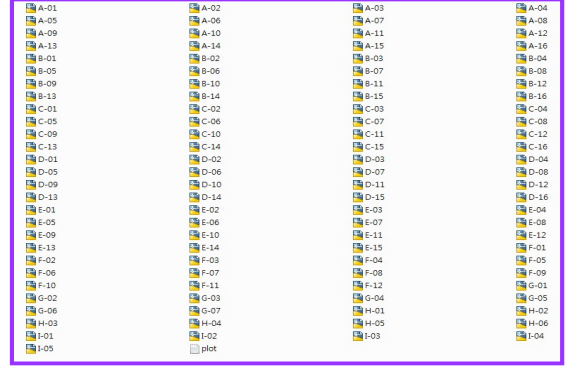 A-01 A-02 A-03 A-04
A-05 A-06 A-07 A-08
A-09 A-10 A-11 A-12
A-13 A-14 A-15 A-16
B-01 B-02 B-03 B-04
B-05 B-06 B-07 B-08
B-09 B-10 B-11 B-12
B-13 B-14 B-15 B-16
C-01 C-02 C-03 C-04
C-05 C-06 C-07 C-08
C-09 C-10 C-11 C-12
C-13 C-14 C-15 C-16
D-01 D-02 D-03 D-04
D-05 D-06 D-07 D-08
D-09 D-10 D-11 D-12
D-13 D-14 D-15 D-16
E-01 E-02 E-03 E-04
E-05 E-06 E-07 E-08
E-09 E-10 E-11 E-12
E-13 E-14 E-15 F-01
F-02 F-03 F-04 F-05
F-06 F-07 F-08 F-09
F-10 F-11 F-12 G-01
G-02 G-03 G-04 G-05
G-06 G-07 H-01 H-02
H-03 H-04 H-05 H-06
I-01 I-02 I-03 I-04
I-05 plot